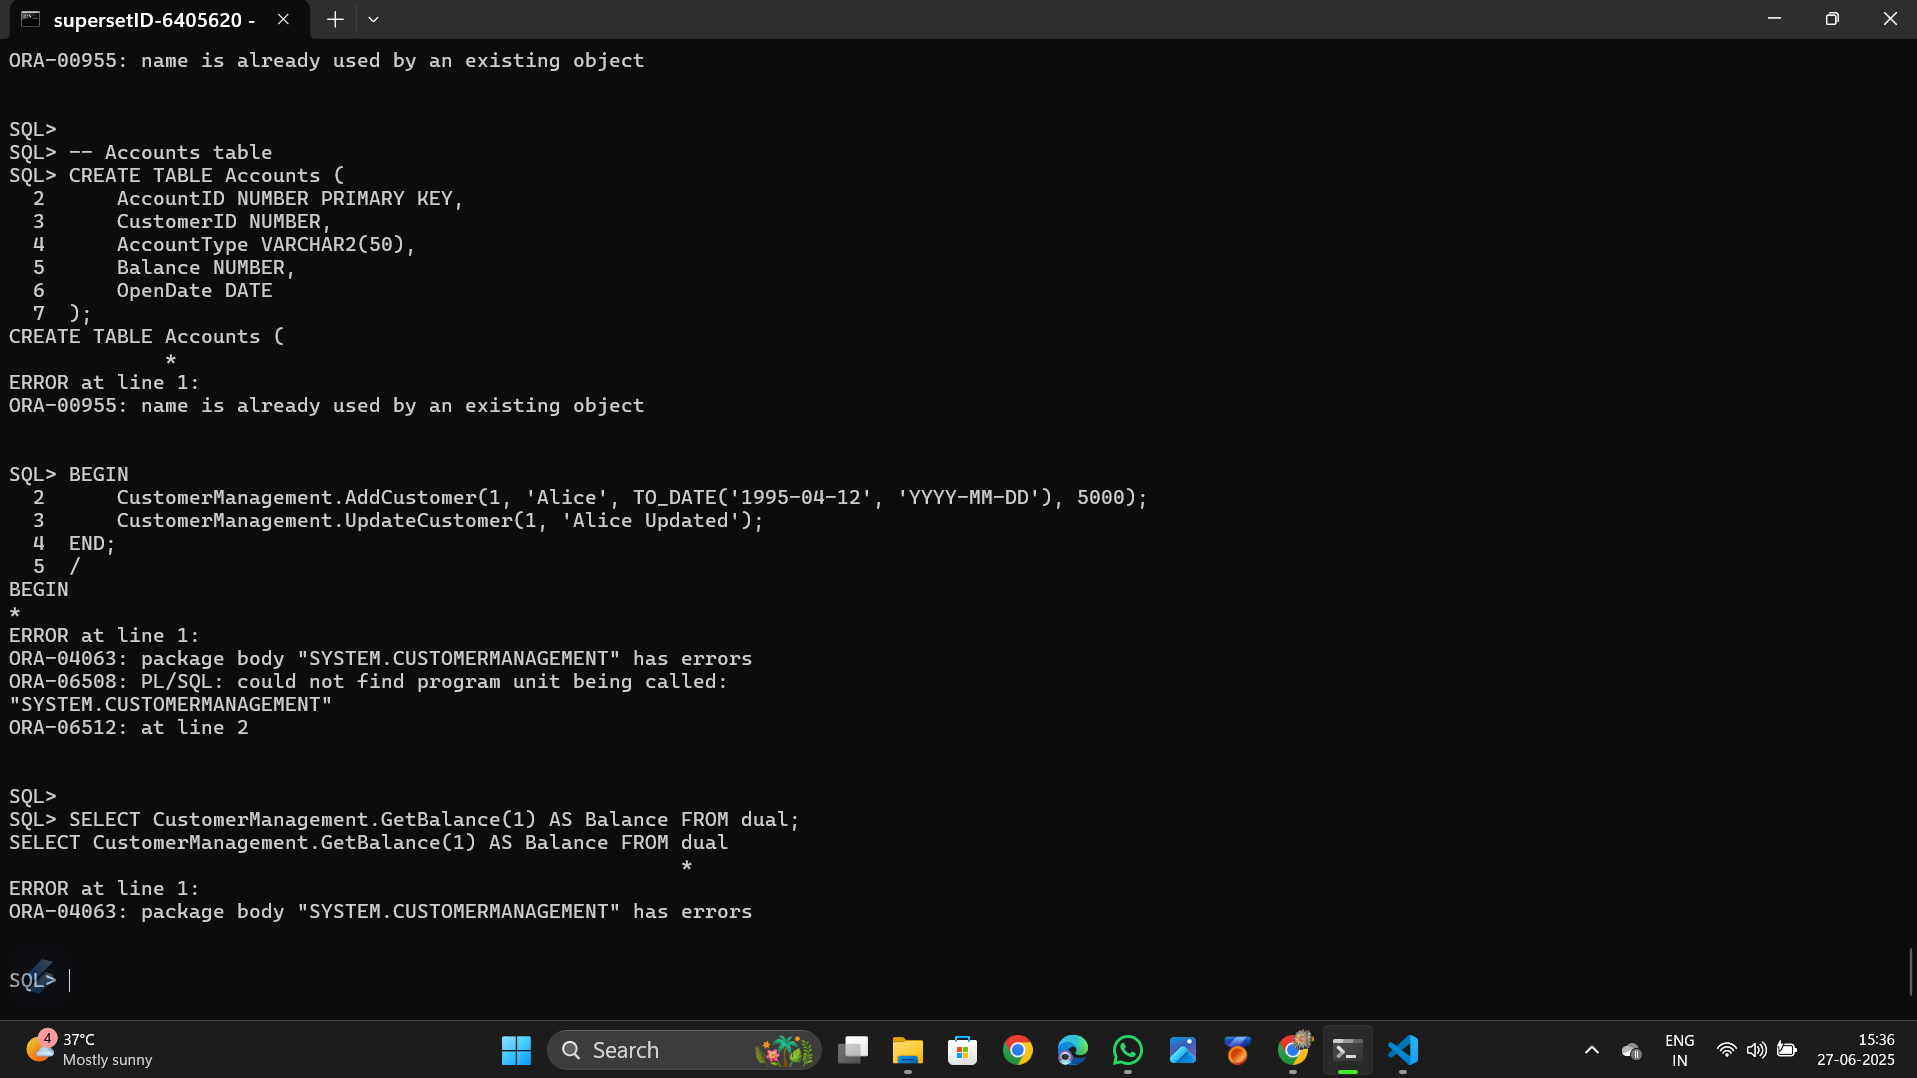 supersetID-6405620 -
ORA-00955: name is already used by an existing object
SQL>
SQL> -- Accounts table
SQL> CREATE TABLE Accounts (
  2      AccountID NUMBER PRIMARY KEY,
  3      CustomerID NUMBER,
  4      AccountType VARCHAR2(50),
  5      Balance NUMBER,
  6      OpenDate DATE
  7  );
CREATE TABLE Accounts (
             *
ERROR at line 1:
ORA-00955: name is already used by an existing object
SQL> BEGIN
  2      CustomerManagement.AddCustomer(1, 'Alice', TO_DATE('1995-04-12', 'YYYY-MM-DD'), 5000);
  3      CustomerManagement.UpdateCustomer(1, 'Alice Updated');
  4  END;
  5  /
BEGIN
*
ERROR at line 1:
ORA-04063: package body "SYSTEM.CUSTOMERMANAGEMENT" has errors
ORA-06508: PL/SQL: could not find program unit being called:
"SYSTEM.CUSTOMERMANAGEMENT"
ORA-06512: at line 2
SQL>
SQL> SELECT CustomerManagement.GetBalance(1) AS Balance FROM dual;
SELECT CustomerManagement.GetBalance(1) AS Balance FROM dual
                                                        *
ERROR at line 1:
ORA-04063: package body "SYSTEM.CUSTOMERMANAGEMENT" has errors
SQL>
4
37°C
Mostly sunny
Search
ENG
IN
15:36
27-06-2025